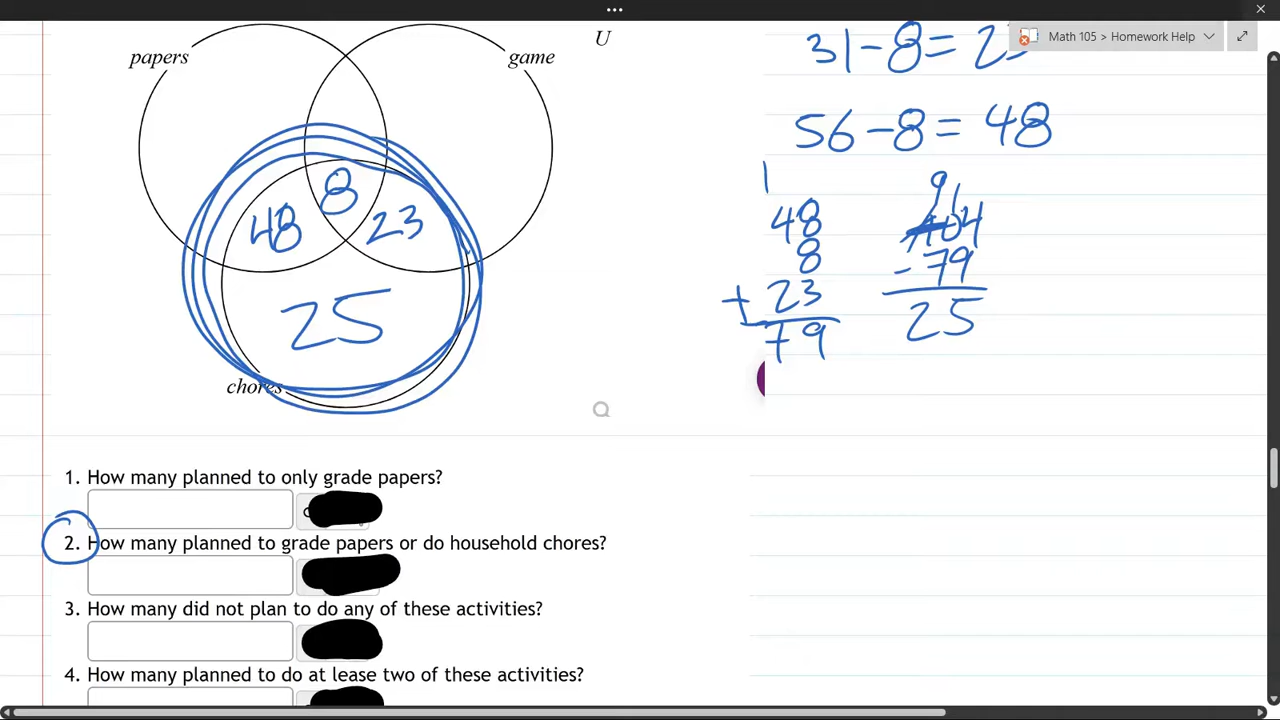 ...
Math 105 > Homework Help
papers
game
U
31-8=23
56-8=48
8
48
23
25
chores
1
48
8
+23
79
9 1
104
-79
25
1. How many planned to only grade papers?
2. How many planned to grade papers or do household chores?
3. How many did not plan to do any of these activities?
4. How many planned to do at lease two of these activities?